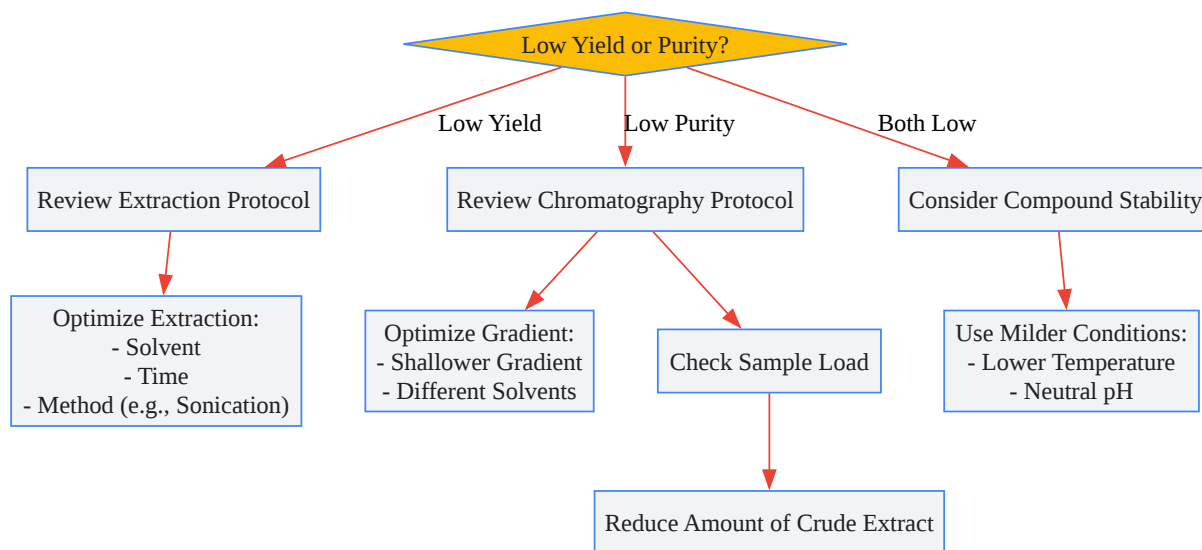 Low Yield or Purity?
Low Yield
Low Purity
Both Low
Review Extraction Protocol
Review Chromatography Protocol
Consider Compound Stability
Optimize Extraction:
- Solvent
- Time
- Method (e.g., Sonication)
Optimize Gradient:
- Shallower Gradient
- Different Solvents
Check Sample Load
Use Milder Conditions:
- Lower Temperature
- Neutral pH
Reduce Amount of Crude Extract